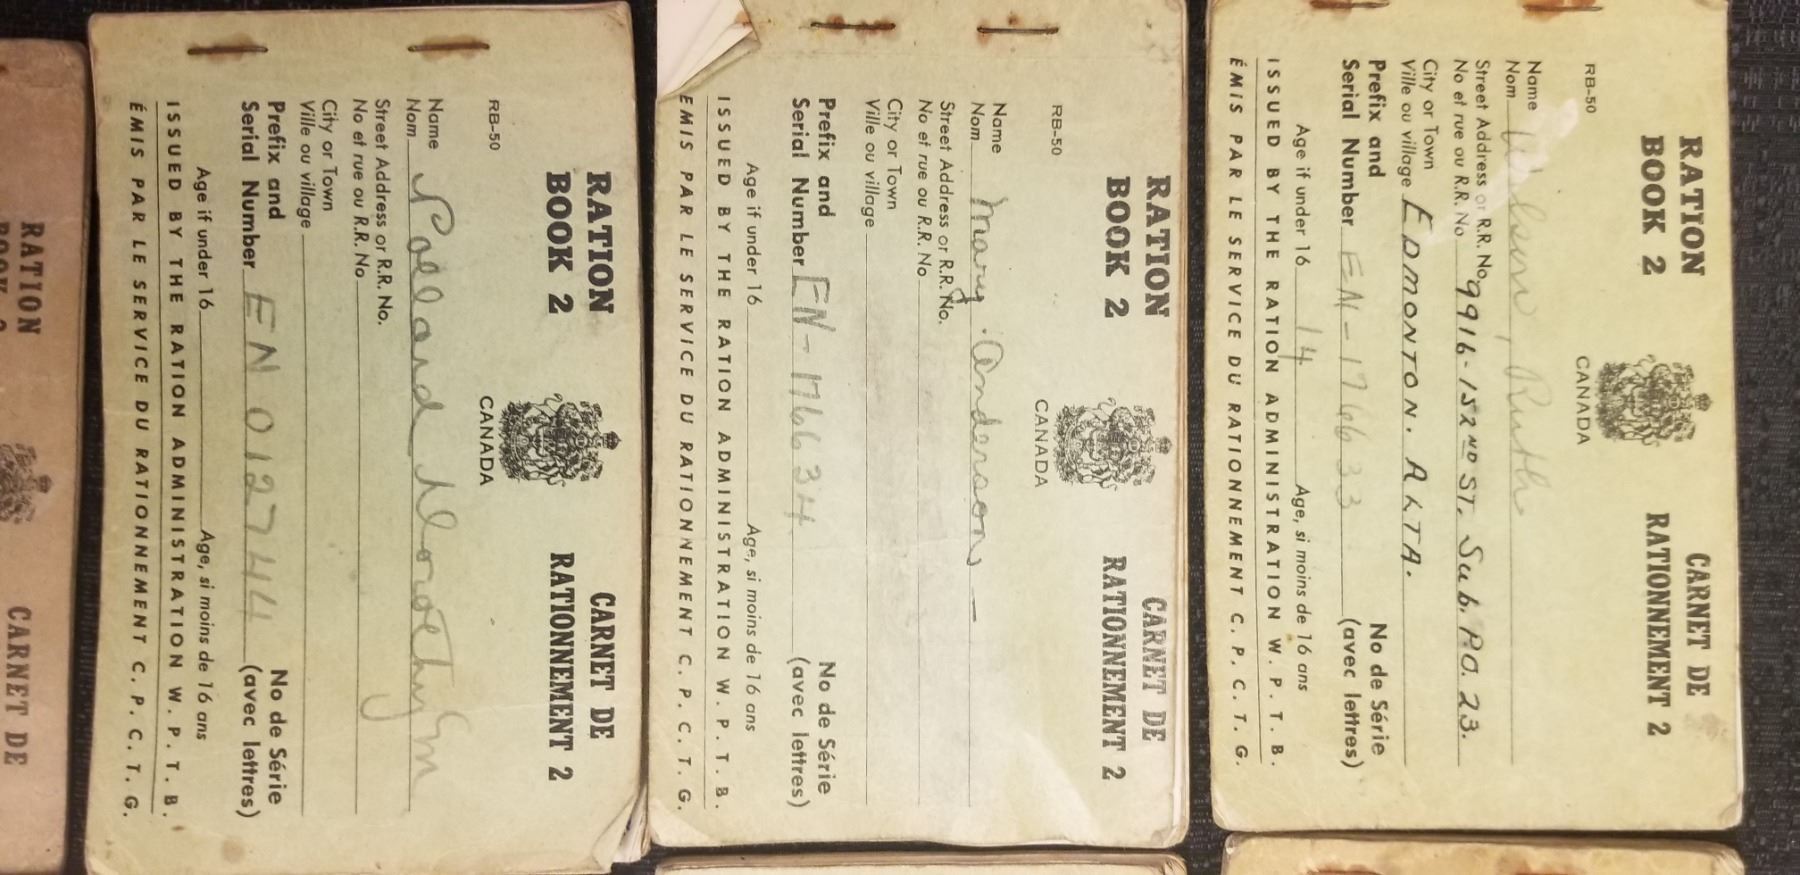 RATION
BOOK 2
CARNET DE
RATION
BOOK 2
CARNET DE
RATIONNEMENT 2
CANADA
RB-50
Name
Nom Dorothy M
Street Address or R.R. No.
No et rue ou R.R. No
City or Town
Ville ou village
Prefix and
Serial Number EN 012744
No de Série
(avec lettres)
Age if under 16
Age, si moins de 16 ans
ISSUED BY THE RATION ADMINISTRATION W. P. T. B.
ÉMIS PAR LE SERVICE DU RATIONNEMENT C. P. C. T. G.
RATION
BOOK 2
CARNET DE
RATIONNEMENT 2
CANADA
RB-50
Name
Nom Mary Anderson
Street Address or R.R. No.
No et rue ou R.R. No
City or Town
Ville ou village
Prefix and
Serial Number EN-176634
No de Série
(avec lettres)
Age if under 16
Age, si moins de 16 ans
ISSUED BY THE RATION ADMINISTRATION W. P. T. B.
ÉMIS PAR LE SERVICE DU RATIONNEMENT C. P. C. T. G.
RATION
BOOK 2
CARNET DE
RATIONNEMENT 2
CANADA
RB-50
Name
Nom Wilson, Ruth
Street Address or R.R. No.
No et rue ou R.R. No 9916-152ND ST. Sub. P.O. 23.
City or Town
Ville ou village EDMONTON. ALTA.
Prefix and
Serial Number EN-176633
No de Série
(avec lettres)
Age if under 16 14
Age, si moins de 16 ans
ISSUED BY THE RATION ADMINISTRATION W. P. T. B.
ÉMIS PAR LE SERVICE DU RATIONNEMENT C. P. C. T. G.